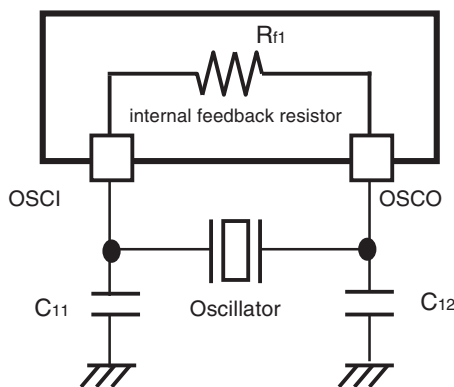 Rf1
internal feedback resistor
OSCI
OSCO
C11
Oscillator
C12